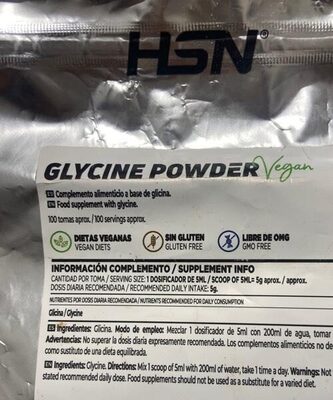 HSN®
GLYCINE POWDER Vegan
ES Complemento alimenticio a base de glicina.
EN Food supplement with glycine.
100 tomas aprox./100 servings approx.
DIETAS VEGANAS
VEGAN DIETS
SIN GLUTEN
GLUTEN FREE
LIBRE DE OMG
GMO FREE
INFORMACIÓN COMPLEMENTO / SUPPLEMENT INFO
CANTIDAD POR TOMA / SERVING SIZE: 1 DOSIFICADOR DE 5ML / SCOOP OF 5ML= 5g aprox. / approx.
DOSIS DIARIA RECOMENDADA / RECOMMENDED DAILY INTAKE: 5g.
NUTRIENTES POR DOSIS DIARIA RECOMENDADA / NUTRIENTS RECOMMENDED FOR DAILY CONSUMPTION
Glicina / Glycine
ES Ingredientes: Glicina. Modo de empleo: Mezclar 1 dosificador de 5ml con 200ml de agua, tomar
Advertencias: No superar la dosis diaria expresamente recomendada. Los complementos alimenticios no de
como sustituto de una dieta equilibrada.
EN Ingredients: Glycine. Directions: Mix 1 scoop of 5ml with 200ml of water, take 1 time a day. Warnings: Not
stated recommended daily dose. Food supplements should not be used as a substitute for a varied diet.